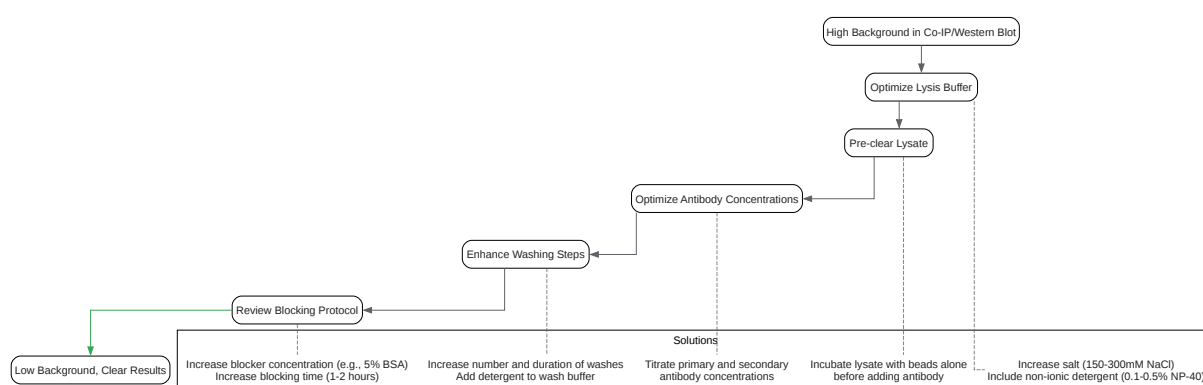 High Background in Co-IP/Western Blot
Optimize Lysis Buffer
Pre-clear Lysate
Optimize Antibody Concentrations
Enhance Washing Steps
Review Blocking Protocol
Low Background, Clear Results
Solutions
Increase blocker concentration (e.g., 5% BSA)
Increase blocking time (1-2 hours)
Increase number and duration of washes
Add detergent to wash buffer
Titrate primary and secondary
antibody concentrations
Incubate lysate with beads alone
before adding antibody
Increase salt (150-300mM NaCl)
Include non-ionic detergent (0.1-0.5% NP-40)